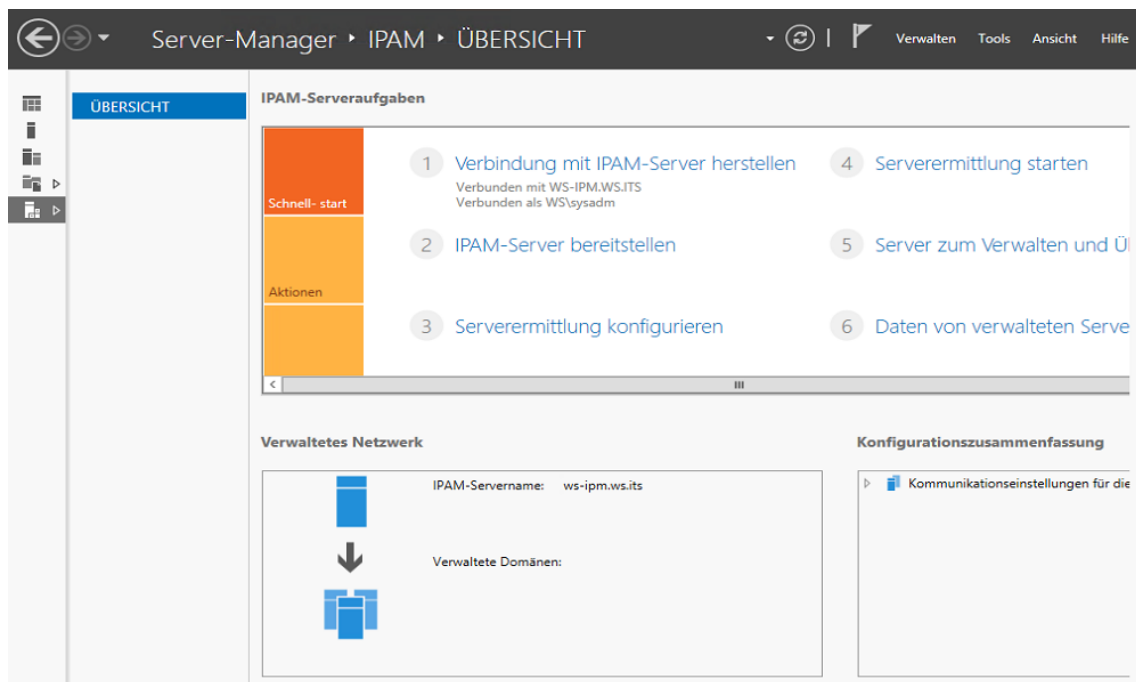 Server-Manager ‣ IPAM ‣ ÜBERSICHT
Verwalten Tools Ansicht Hilfe
ÜBERSICHT
IPAM-Serveraufgaben
Schnell- start
Aktionen
1 Verbindung mit IPAM-Server herstellen
Verbunden mit WS-IPM.WS.ITS
Verbunden als WS\sysadm
2 IPAM-Server bereitstellen
3 Serverermittlung konfigurieren
4 Serverermittlung starten
5 Server zum Verwalten und Ü
6 Daten von verwalteten Serve
Verwaltetes Netzwerk
IPAM-Servername: ws-ipm.ws.its
Verwaltete Domänen:
Konfigurationszusammenfassung
Kommunikationseinstellungen für die